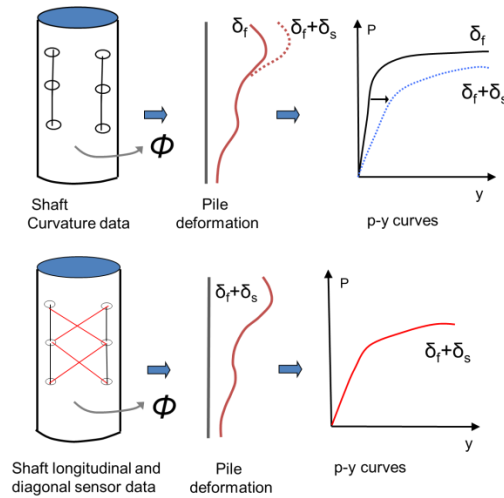 δf
δf+δs
P
δf
δf+δs
Φ
y
Shaft
Curvature data
Pile
deformation
p-y curves
δf+δs
P
δf+δs
Φ
y
Shaft longitudinal and
diagonal sensor data
Pile
deformation
p-y curves